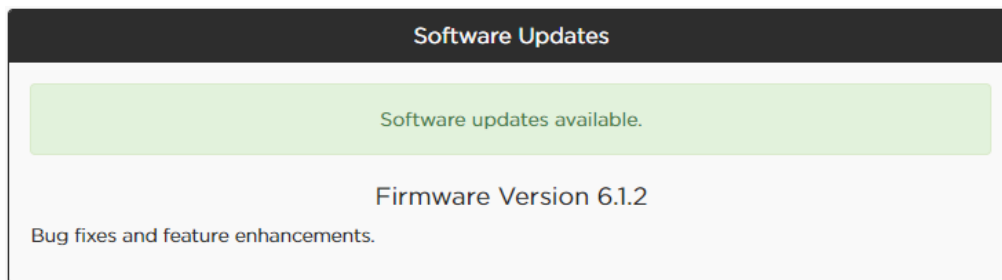 Software Updates
Software updates available.
Firmware Version 6.1.2
Bug fixes and feature enhancements.